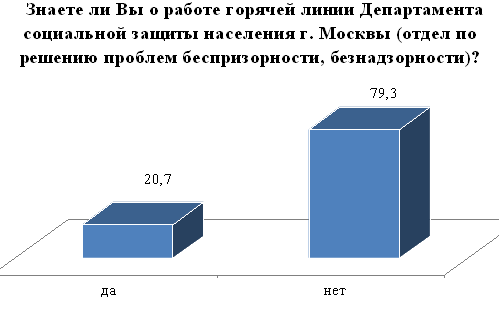 Знаете ли Вы о работе горячей линии Департамента
социальной защиты населения г. Москвы (отдел по
решению проблем беспризорности, безнадзорности)?
79,3
20,7
да
нет